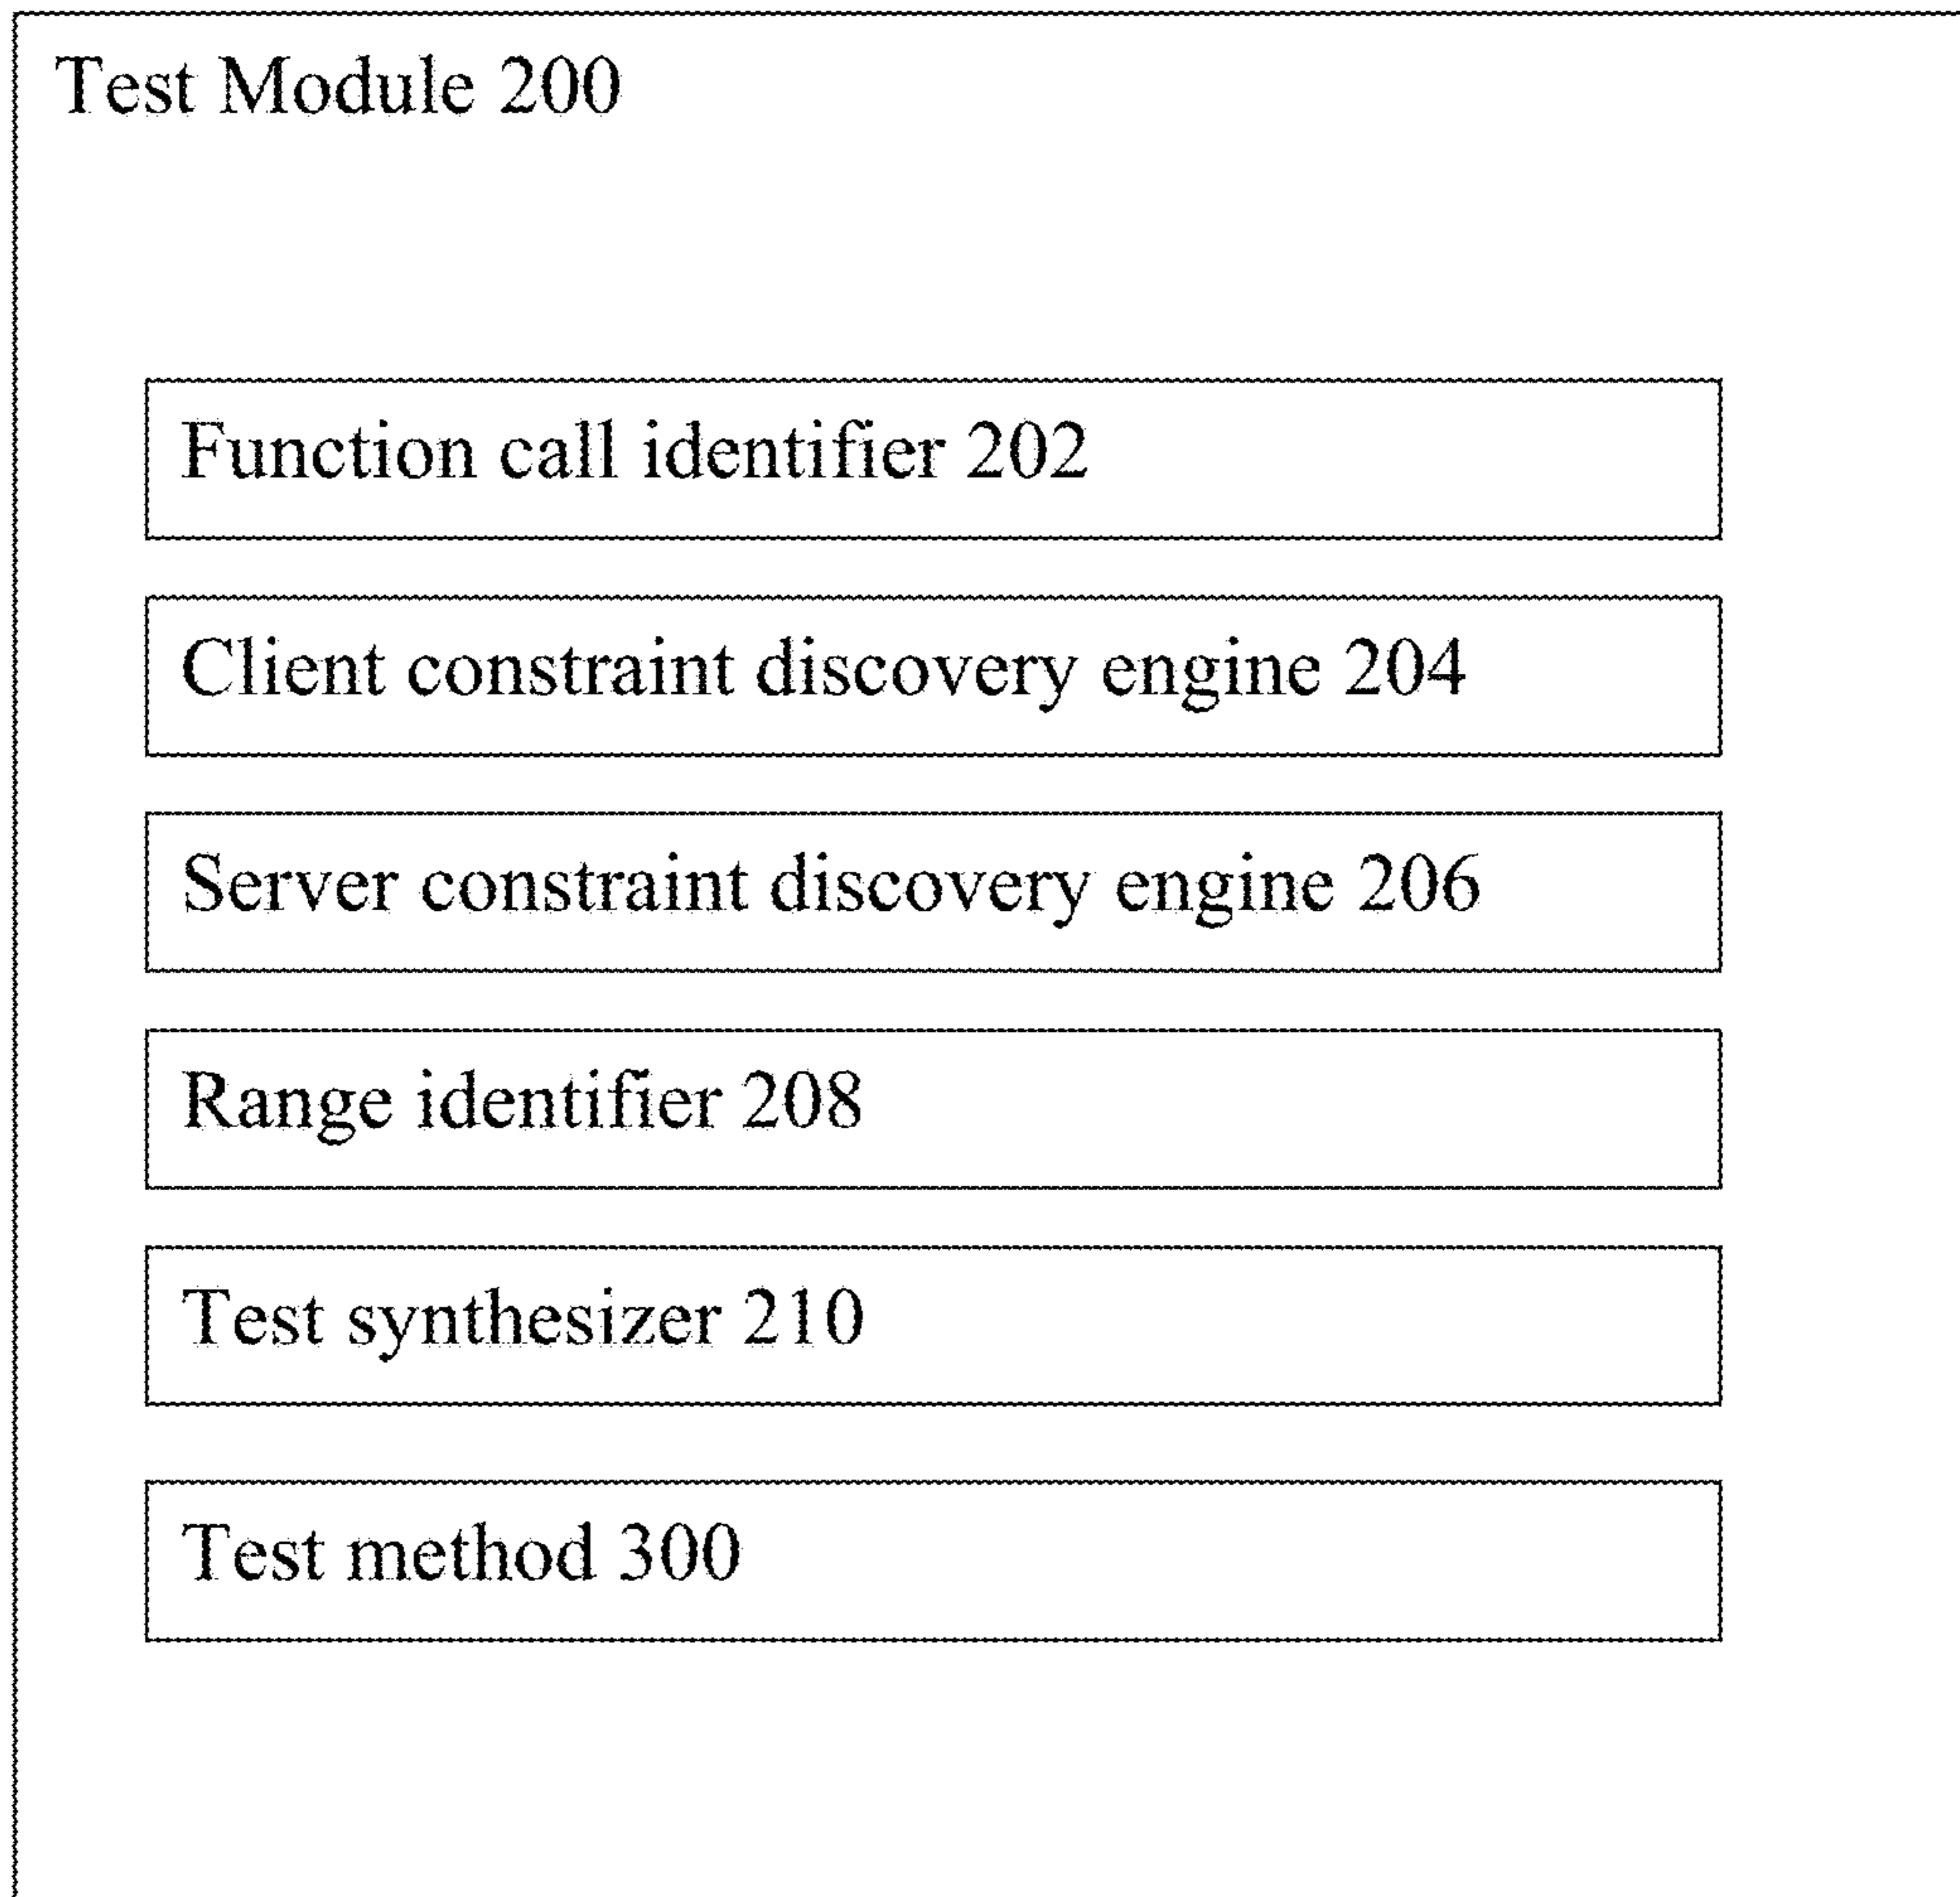 Test Module 200
Function call identifier 202
Client constraint discovery engine 204
Server constraint discovery engine 206
Range identifier 208
Test synthesizer 210
Test method 300